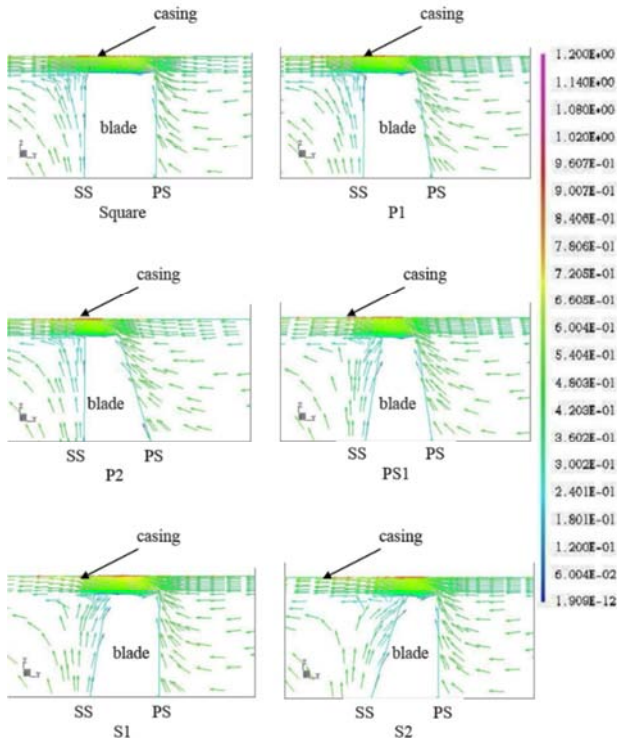 casing casing
blade blade
SS PS SS PS
Square P1
casing casing
blade blade
SS PS SS PS
P2 PS1
casing casing
blade blade
SS PS SS PS
S1 S2
1.200E+00
1.140E+00
1.080E+00
1.020E+00
9.607E-01
9.007E-01
8.406E-01
7.806E-01
7.205E-01
6.605E-01
6.004E-01
5.404E-01
4.803E-01
4.203E-01
3.602E-01
3.002E-01
2.401E-01
1.801E-01
1.200E-01
6.004E-02
1.909E-12